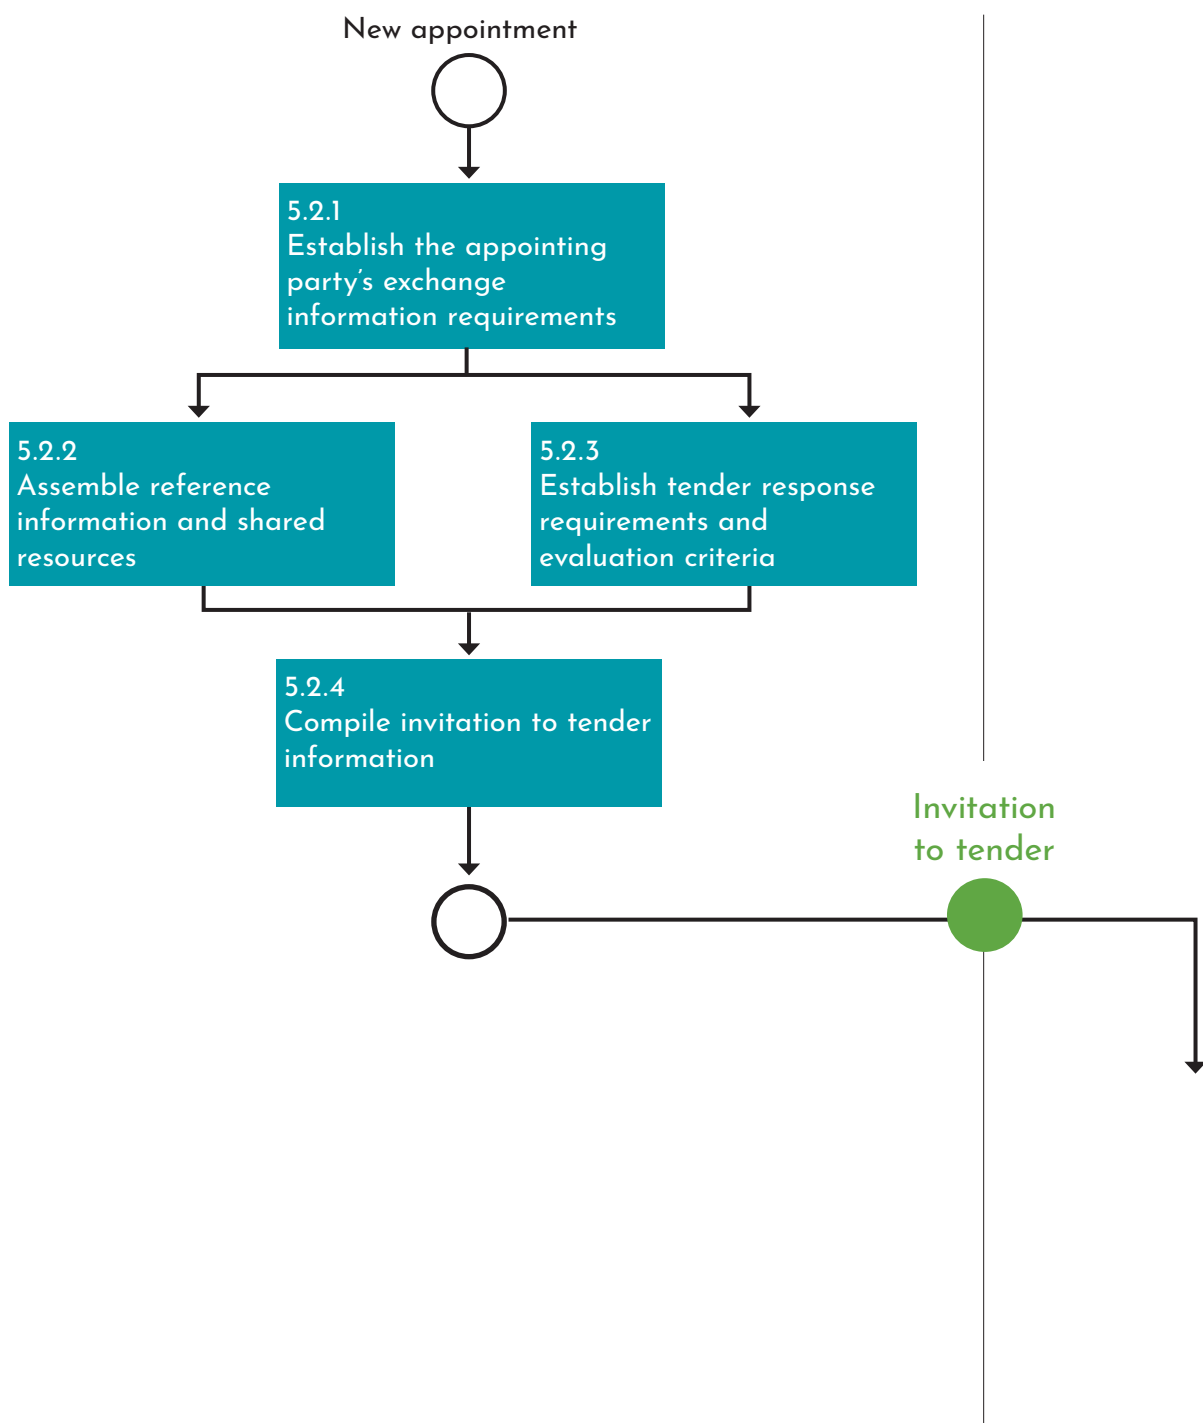 New appointment
5.2.1
Establish the appointing
party's exchange
information requirements
5.2.2
Assemble reference
information and shared
resources
5.2.3
Establish tender response
requirements and
evaluation criteria
5.2.4
Compile invitation to tender
information
Invitation
to tender